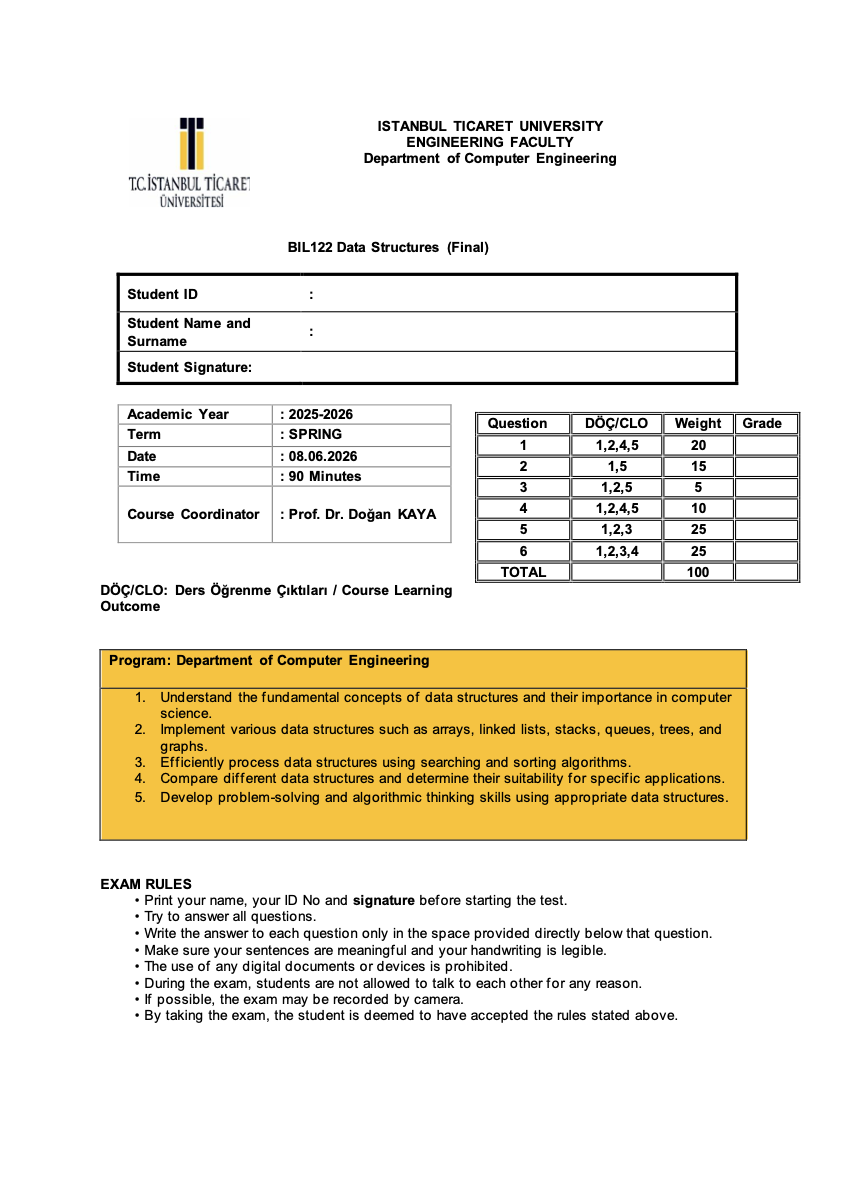 T.C.İSTANBUL TİCARET
ÜNİVERSİTESİ
ISTANBUL TICARET UNIVERSITY
ENGINEERING FACULTY
Department of Computer Engineering
BIL122 Data Structures (Final)
Student ID :
Student Name and
Surname :
Student Signature:
Academic Year : 2025-2026
Term : SPRING
Date : 08.06.2026
Time : 90 Minutes
Course Coordinator : Prof. Dr. Doğan KAYA
Question DÖÇ/CLO Weight Grade
1 1,2,4,5 20
2 1,5 15
3 1,2,5 5
4 1,2,4,5 10
5 1,2,3 25
6 1,2,3,4 25
TOTAL 100
DÖÇ/CLO: Ders Öğrenme Çıktıları / Course Learning
Outcome
Program: Department of Computer Engineering
1. Understand the fundamental concepts of data structures and their importance in computer
science.
2. Implement various data structures such as arrays, linked lists, stacks, queues, trees, and
graphs.
3. Efficiently process data structures using searching and sorting algorithms.
4. Compare different data structures and determine their suitability for specific applications.
5. Develop problem-solving and algorithmic thinking skills using appropriate data structures.
EXAM RULES
• Print your name, your ID No and signature before starting the test.
• Try to answer all questions.
• Write the answer to each question only in the space provided directly below that question.
• Make sure your sentences are meaningful and your handwriting is legible.
• The use of any digital documents or devices is prohibited.
• During the exam, students are not allowed to talk to each other for any reason.
• If possible, the exam may be recorded by camera.
• By taking the exam, the student is deemed to have accepted the rules stated above.